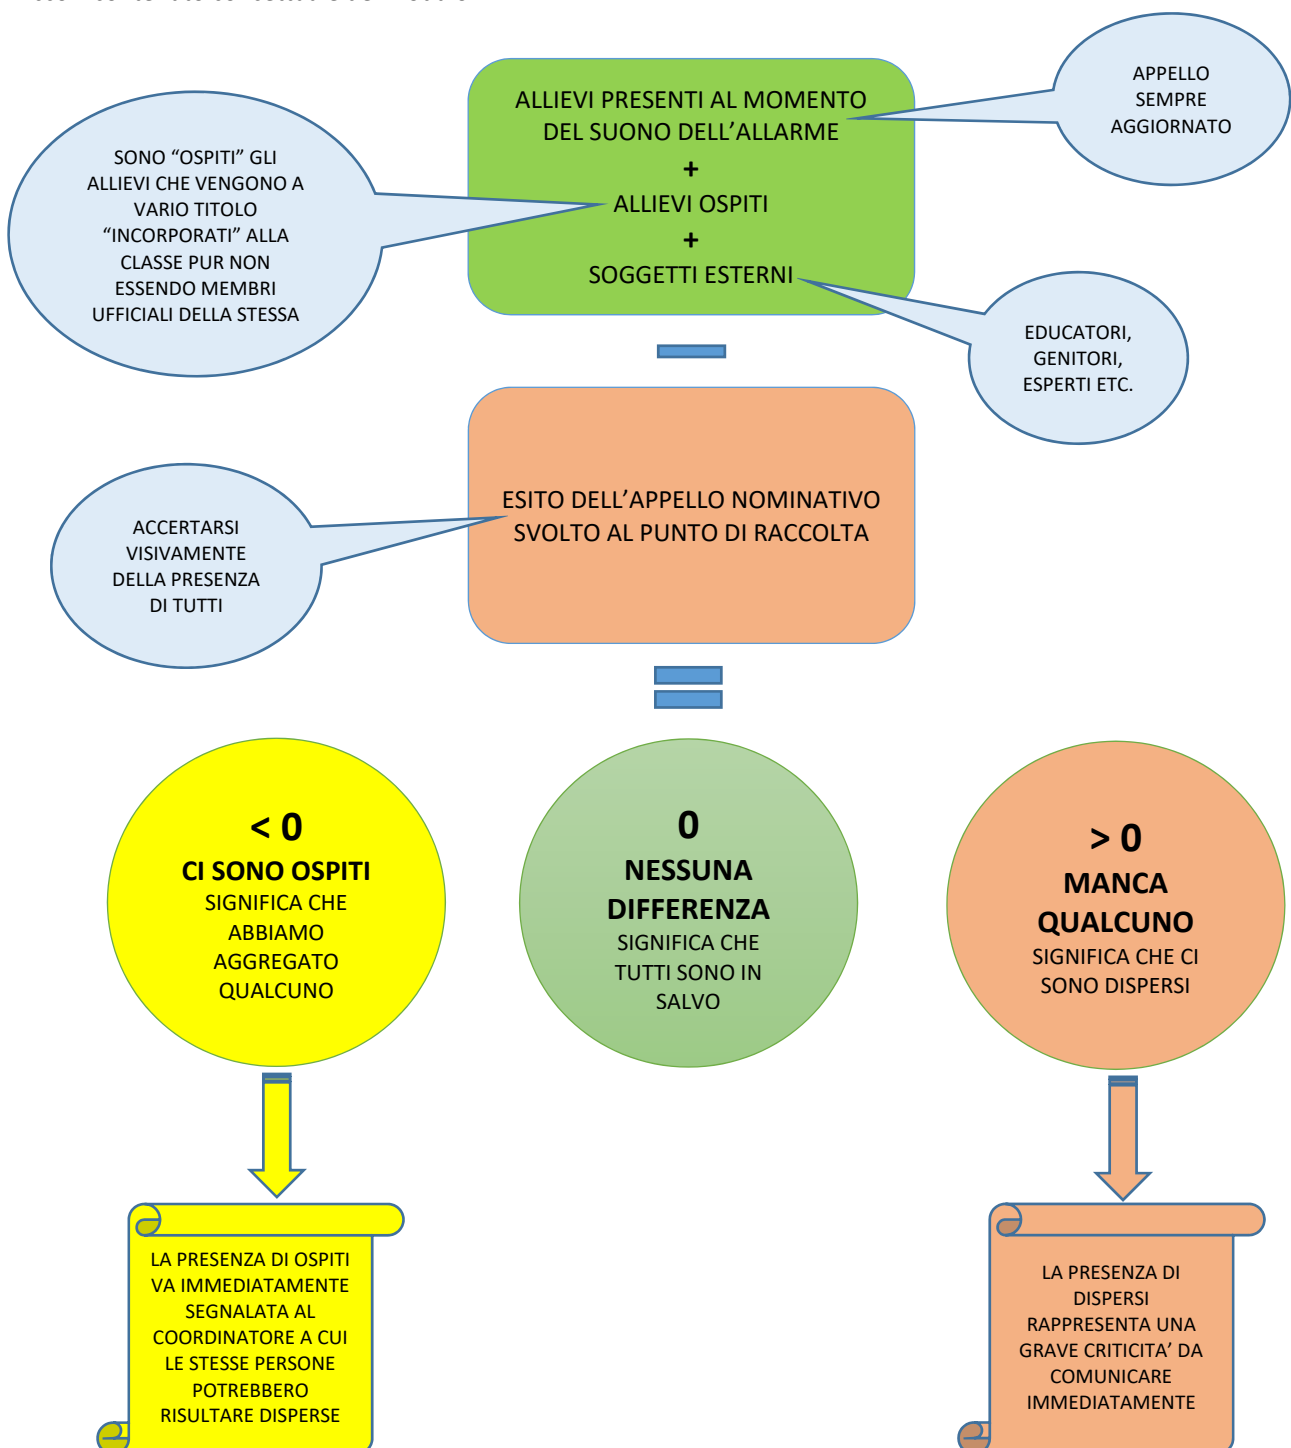 ALLIEVI PRESENTI AL MOMENTO
DEL SUONO DELL’ALLARME
+
ALLIEVI OSPITI
+
SOGGETTI ESTERNI
APPELLO
SEMPRE
AGGIORNATO
SONO “OSPITI” GLI
ALLIEVI CHE VENGONO A
VARIO TITOLO
“INCORPORATI” ALLA
CLASSE PUR NON
ESSENDO MEMBRI
UFFICIALI DELLA STESSA
EDUCATORI,
GENITORI,
ESPERTI ETC.
ESITO DELL’APPELLO NOMINATIVO
SVOLTO AL PUNTO DI RACCOLTA
ACCERTARSI
VISIVAMENTE
DELLA PRESENZA
DI TUTTI
< 0
CI SONO OSPITI
SIGNIFICA CHE
ABBIAMO
AGGREGATO
QUALCUNO
0
NESSUNA
DIFFERENZA
SIGNIFICA CHE
TUTTI SONO IN
SALVO
> 0
MANCA
QUALCUNO
SIGNIFICA CHE CI
SONO DISPERSI
LA PRESENZA DI OSPITI
VA IMMEDIATAMENTE
SEGNALATA AL
COORDINATORE A CUI
LE STESSE PERSONE
POTREBBERO
RISULTARE DISPERSE
LA PRESENZA DI
DISPERSI
RAPPRESENTA UNA
GRAVE CRITICITA’ DA
COMUNICARE
IMMEDIATAMENTE